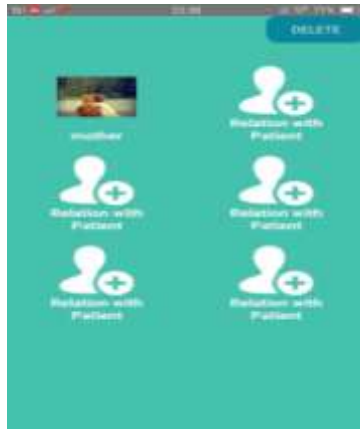 DELETE
mother
Relation with
Patient
Relation with
Patient
Relation with
Patient
Relation with
Patient
Relation with
Patient